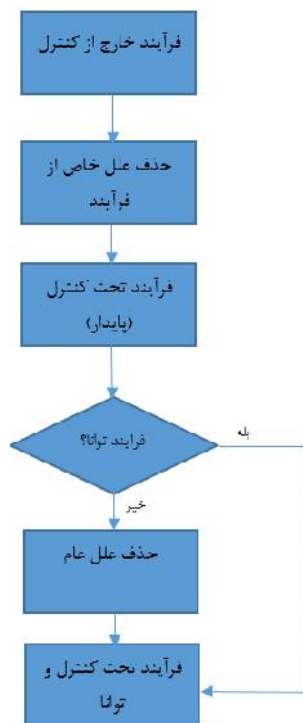 فرآیند خارج از کنترل
حذف علل خاص از
فرآیند
فرآیند تحت کنترل
(پایدار)
فرایند توانا؟
بله
خیر
حذف علل عام
فرآیند تحت کنترل و
توانا